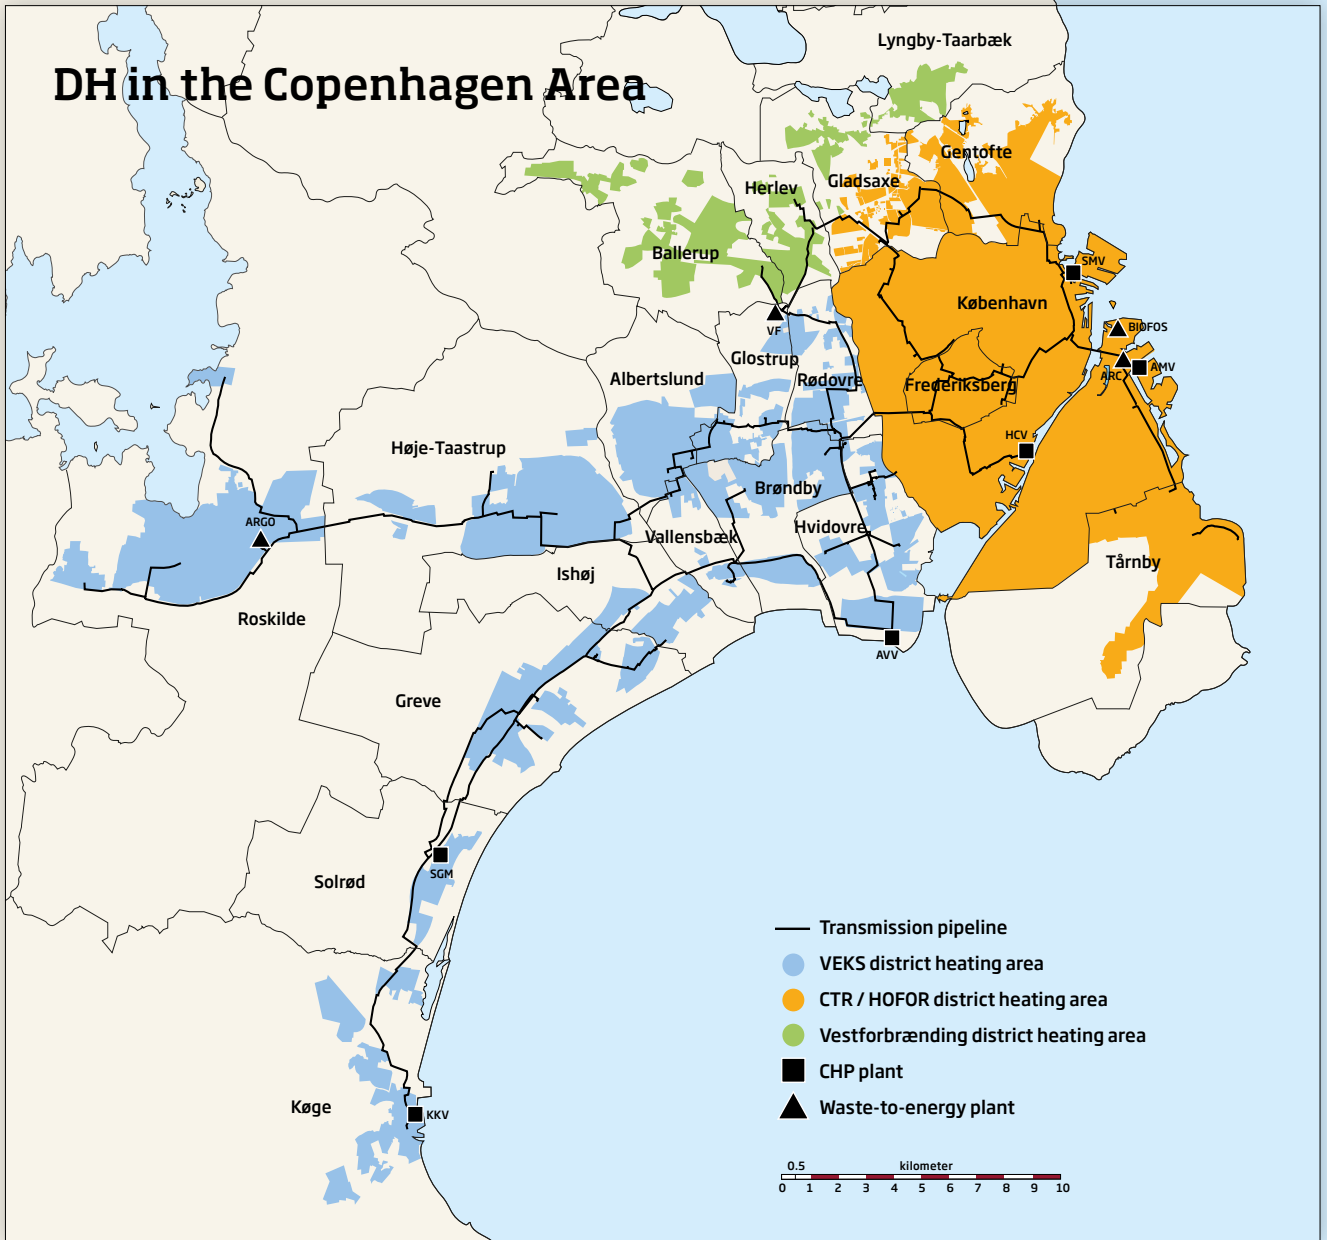 DH in the Copenhagen Area
Lyngby-Taarbæk
Gentofte
Gladsaxe
Herlev
Ballerup
SMV
København
BIOFOS
VF
Glostrup
ARC
AMV
Albertslund
Rødovre
Frederiksberg
HCV
Høje-Taastrup
Brøndby
ARGO
Hvidovre
Vallensbæk
Tårnby
Ishøj
Roskilde
AVV
Greve
SGM
Solrød
Køge
KKV
Transmission pipeline
VEKS district heating area
CTR / HOFOR district heating area
Vestforbrænding district heating area
CHP plant
Waste-to-energy plant
0.5 kilometer
0 1 2 3 4 5 6 7 8 9 10